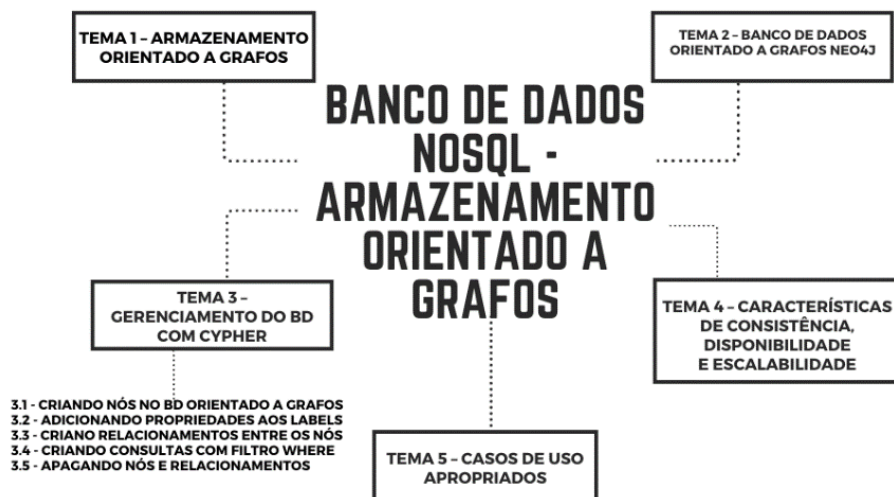 TEMA 1 – ARMAZENAMENTO
ORIENTADO A GRAFOS
TEMA 2 – BANCO DE DADOS
ORIENTADO A GRAFOS NEO4J
BANCO DE DADOS
NOSQL -
ARMAZENAMENTO
ORIENTADO A
GRAFOS
TEMA 3 –
GERENCIAMENTO DO BD
COM CYPHER
3.1 - CRIANDO NÓS NO BD ORIENTADO A GRAFOS
3.2 - ADICIONANDO PROPRIEDADES AOS LABELS
3.3 - CRIANO RELACIONAMENTOS ENTRE OS NÓS
3.4 - CRIANDO CONSULTAS COM FILTRO WHERE
3.5 - APAGANDO NÓS E RELACIONAMENTOS
TEMA 4 – CARACTERÍSTICAS
DE CONSISTÊNCIA,
DISPONIBILIDADE
E ESCALABILIDADE
TEMA 5 – CASOS DE USO
APROPRIADOS